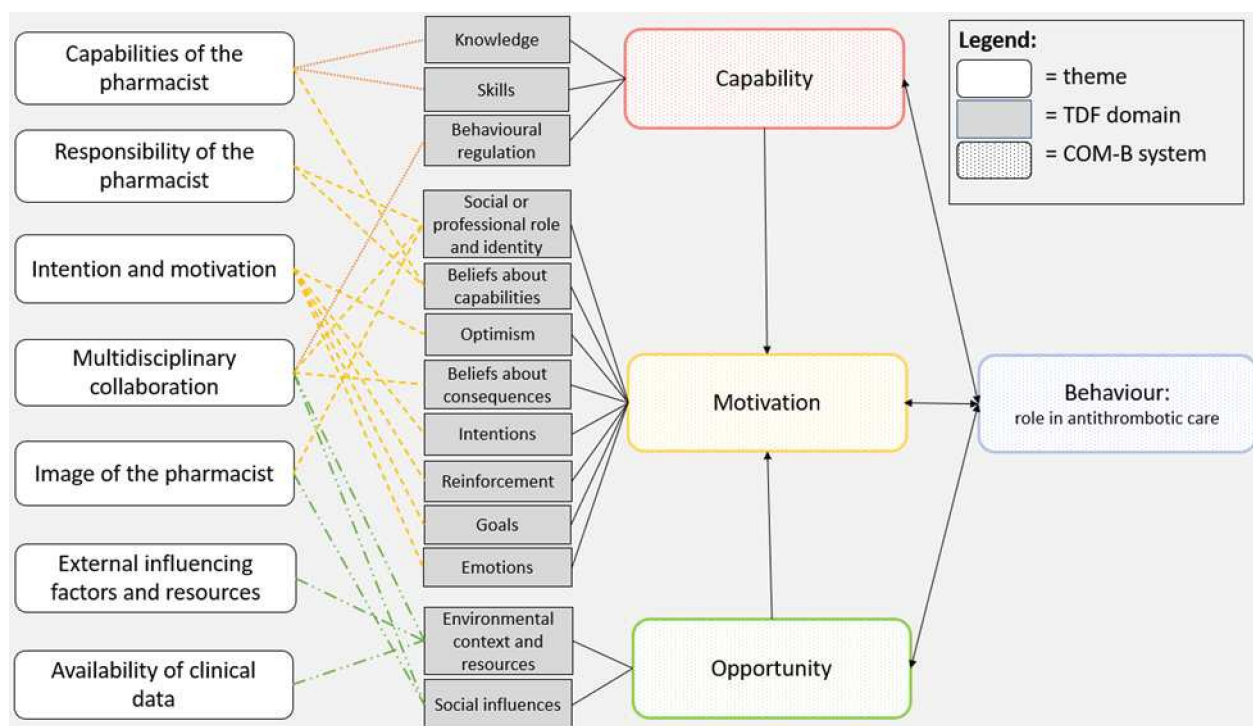 Capabilities of the
pharmacist
Responsibility of the
pharmacist
Intention and motivation
Multidisciplinary
collaboration
Image of the pharmacist
External influencing
factors and resources
Availability of clinical
data
Knowledge
Skills
Behavioural
regulation
Social or
professional role
and identity
Beliefs about
capabilities
Optimism
Beliefs about
consequences
Intentions
Reinforcement
Goals
Emotions
Environmental
context and
resources
Social influences
Capability
Motivation
Opportunity
Behaviour:
role in antithrombotic care
Legend:
= theme
= TDF domain
= COM-B system